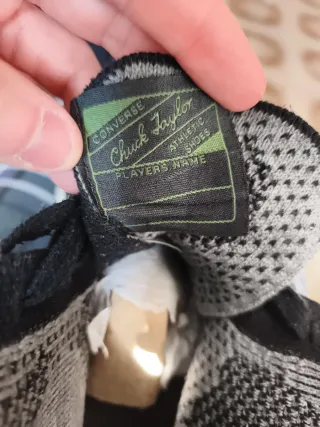 CONVERSE
Chuck Taylor
ATHLETIC
SHOES
PLAYERS NAME